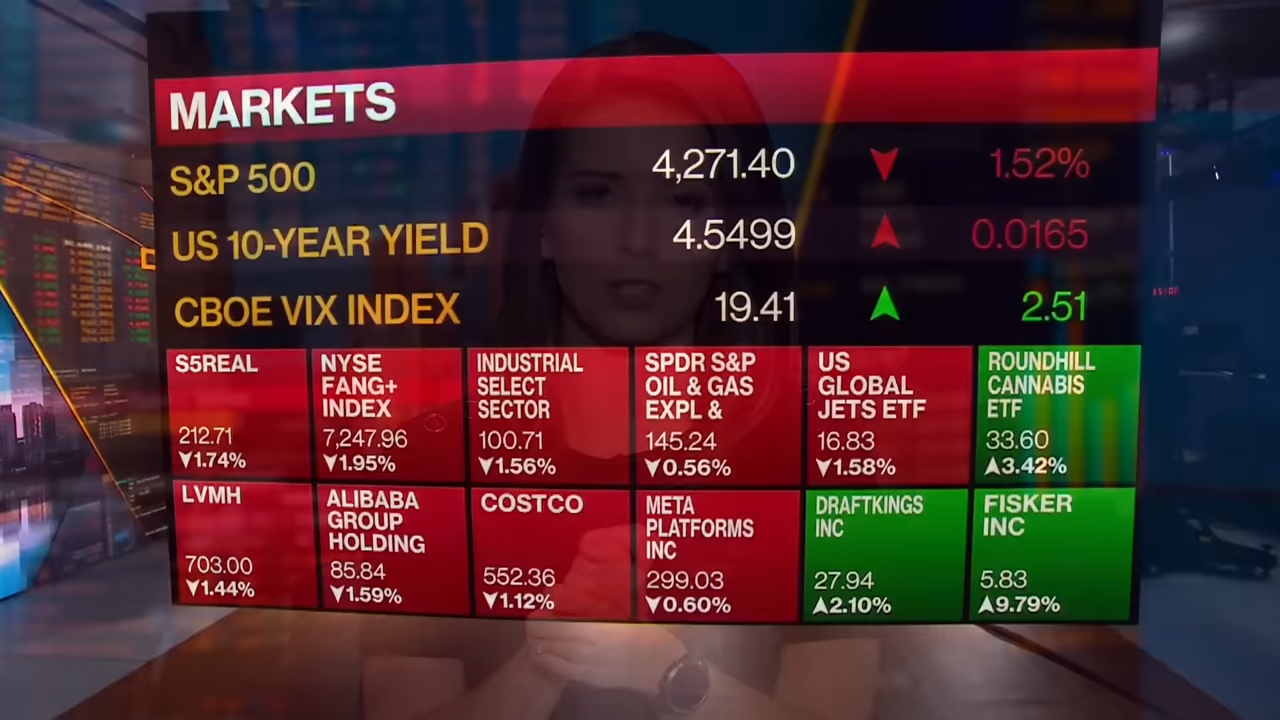 MARKETS
S&P 500 4,271.40 ▼ 1.52%
US 10-YEAR YIELD 4.5499 ▲ 0.0165
CBOE VIX INDEX 19.41 ▲ 2.51
S5REAL
212.71
▼1.74%
NYSE
FANG+
INDEX
7,247.96
▼1.95%
INDUSTRIAL
SELECT
SECTOR
100.71
▼1.56%
SPDR S&P
OIL & GAS
EXPL &
145.24
▼0.56%
US
GLOBAL
JETS ETF
16.83
▼1.58%
ROUNDHILL
CANNABIS
ETF
33.60
▲3.42%
LVMH
703.00
▼1.44%
ALIBABA
GROUP
HOLDING
85.84
▼1.59%
COSTCO
552.36
▼1.12%
META
PLATFORMS
INC
299.03
▼0.60%
DRAFTKINGS
INC
27.94
▲2.10%
FISKER
INC
5.83
▲9.79%